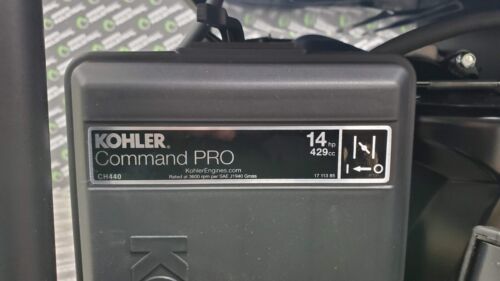 KOHLER
Command PRO
KohlerEngines.com
CH440
Rated at 3600 rpm per SAE J1940 Gross
14 hp
429 cc
17 113 85
KO